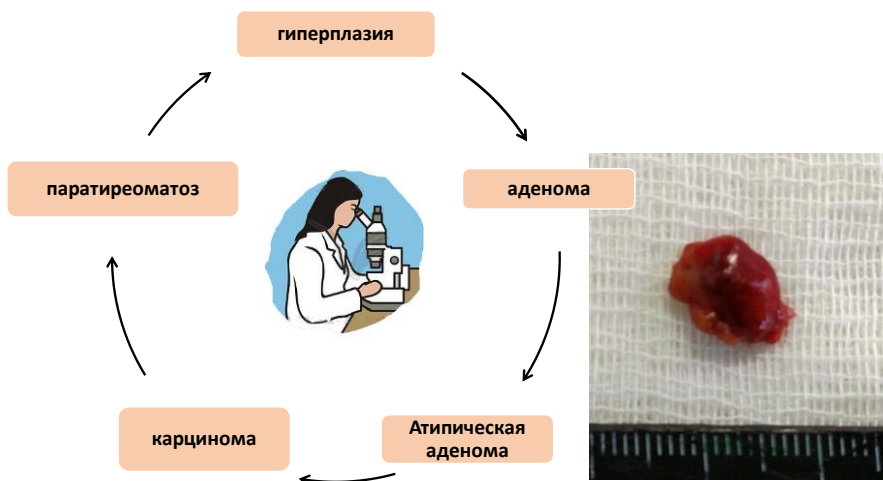 гиперплазия
паратиреоматоз
аденома
карцинома
Атипическая
аденома